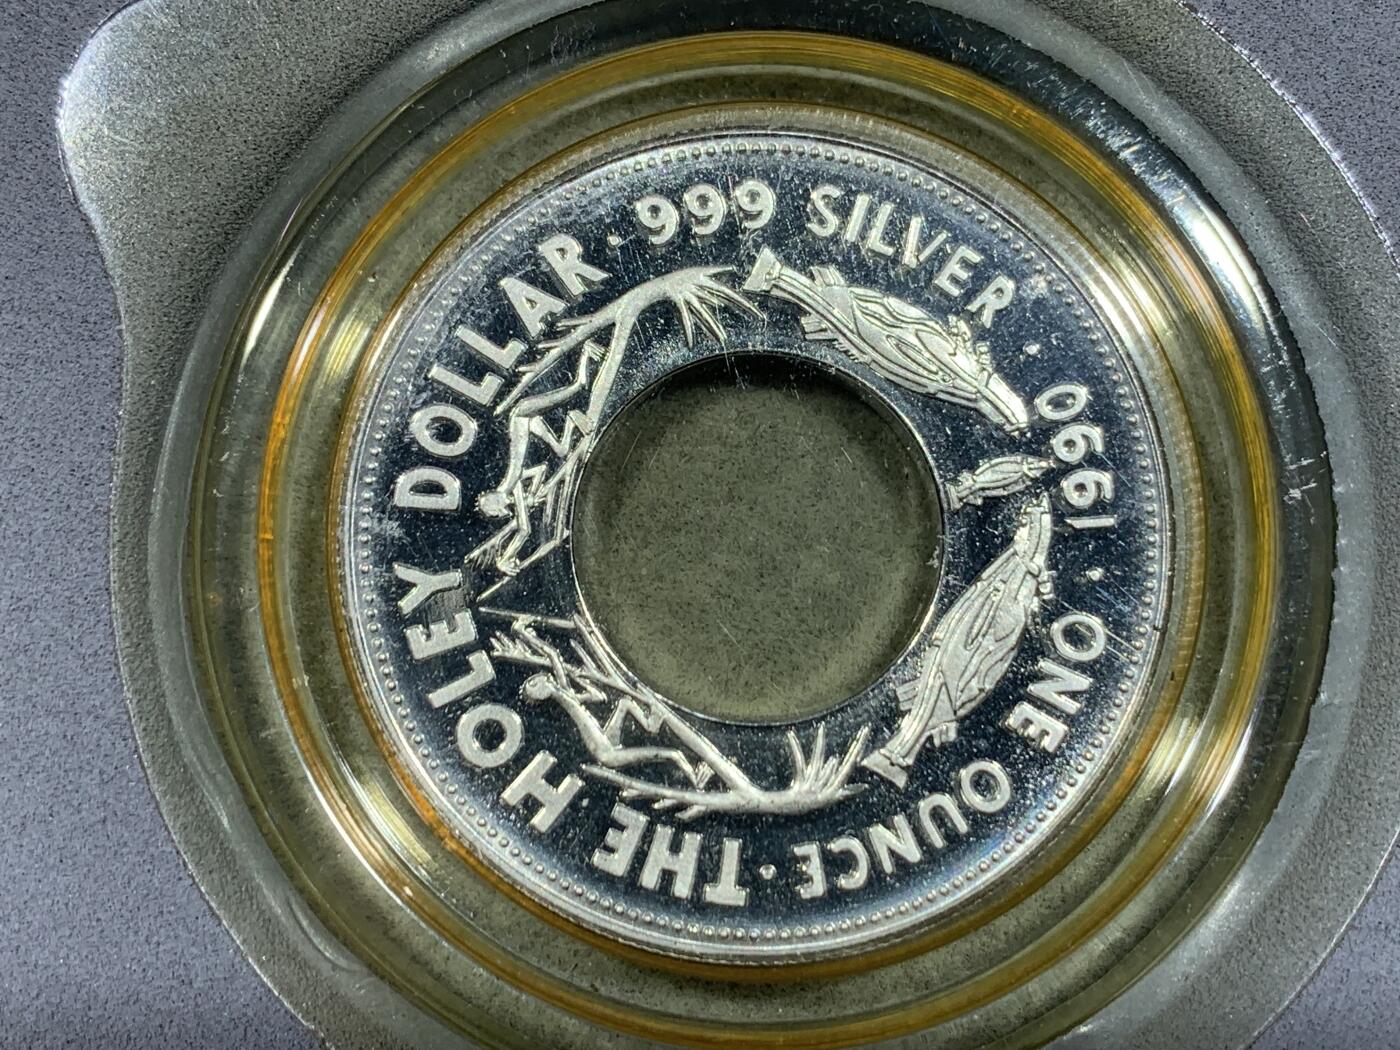 THE HOLEY DOLLAR · 999 SILVER · 1990 · ONE OUNCE ·